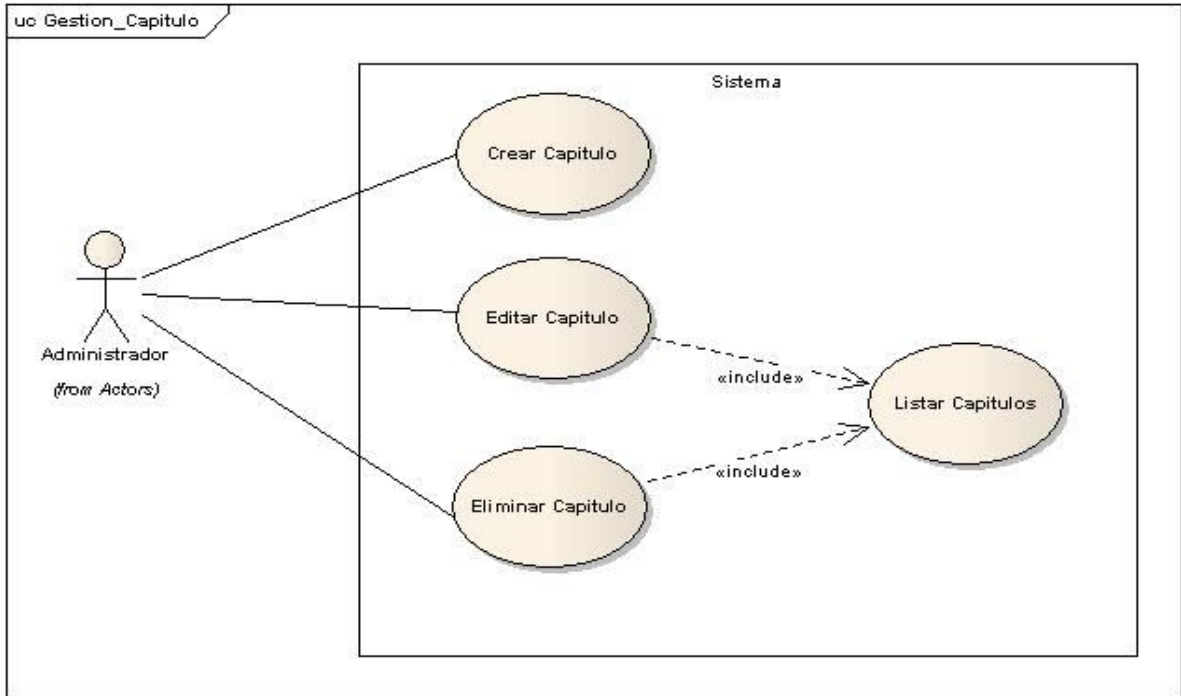 uc Gestion_Capitulo
Sistema
Crear Capitulo
Editar Capitulo
Administrador
(from Actors)
«include»
Listar Capitulos
«include»
Eliminar Capitulo